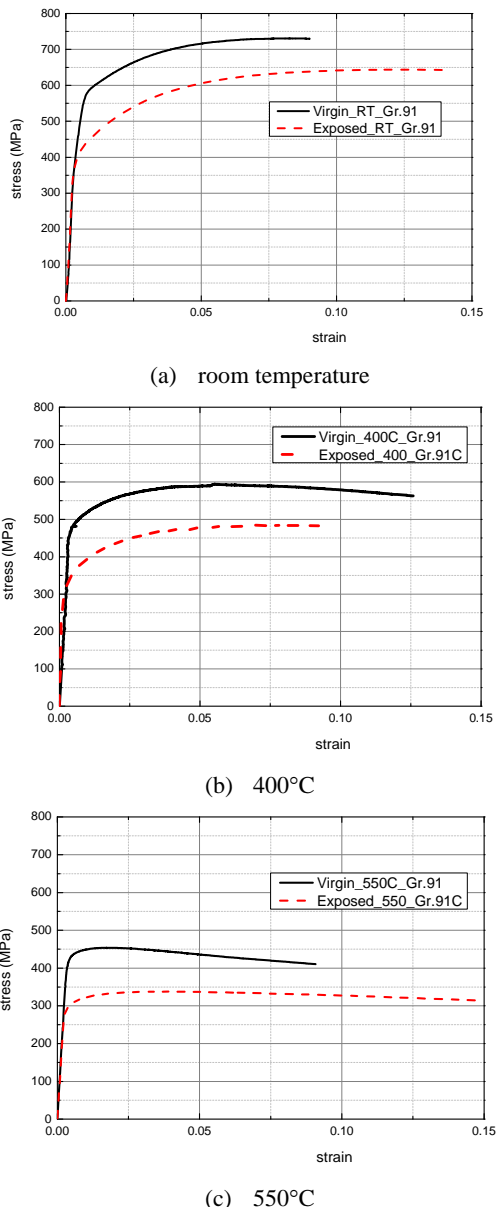 800
700
600
500
400
300
200
100
0
stress (MPa)
Virgin_RT_Gr.91
Exposed_RT_Gr.91
0.00 0.05 0.10 0.15
strain
(a) room temperature
800
700
600
500
400
300
200
100
0
stress (MPa)
Virgin_400C_Gr.91
Exposed_400_Gr.91C
0.00 0.05 0.10 0.15
strain
(b) 400°C
800
700
600
500
400
300
200
100
0
stress (MPa)
Virgin_550C_Gr.91
Exposed_550_Gr.91C
0.00 0.05 0.10 0.15
strain
(c) 550°C